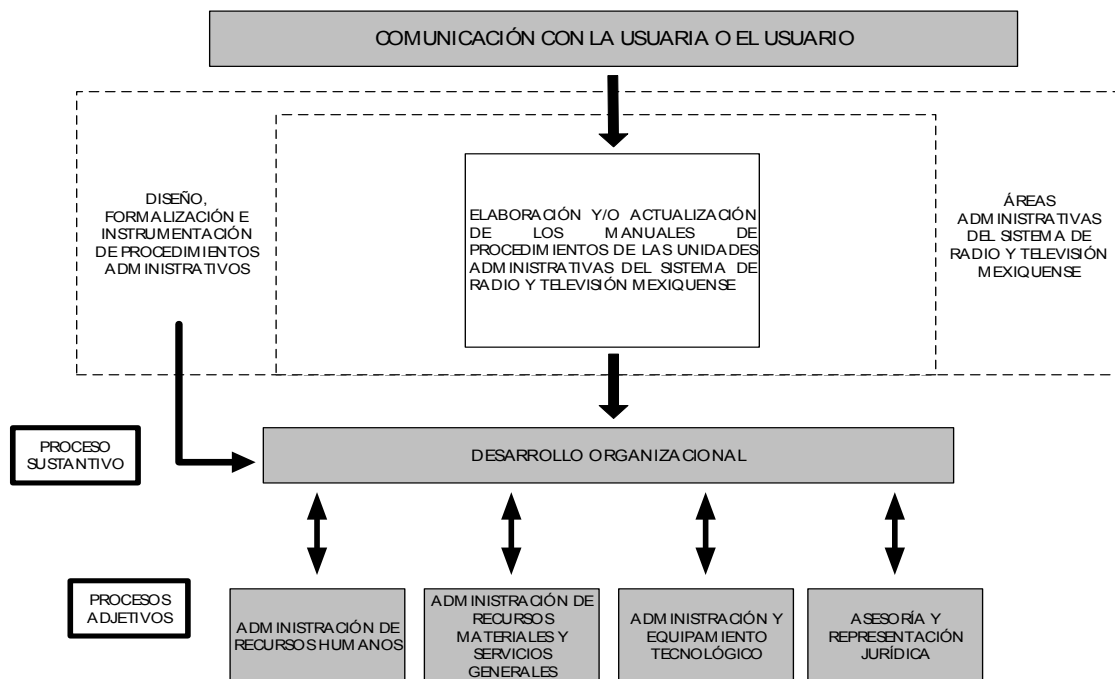 COMUNICACIÓN CON LA USUARIA O EL USUARIO
DISEÑO,
FORMALIZACIÓN E
INSTRUMENTACIÓN
DE PROCEDIMIENTOS
ADMINISTRATIVOS
ELABORACIÓN Y/O ACTUALIZACIÓN
DE LOS MANUALES DE
PROCEDIMIENTOS DE LAS UNIDADES
ADMINISTRATIVAS DEL SISTEMA DE
RADIO Y TELEVISIÓN MEXIQUENSE
ÁREAS
ADMINISTRATIVAS
DEL SISTEMA DE
RADIO Y TELEVISIÓN
MEXIQUENSE
PROCESO
SUSTANTIVO
DESARROLLO ORGANIZACIONAL
PROCESOS
ADJETIVOS
ADMINISTRACIÓN DE
RECURSOS HUMANOS
ADMINISTRACIÓN DE
RECURSOS
MATERIALES Y
SERVICIOS
GENERALES
ADMINISTRACIÓN Y
EQUIPAMIENTO
TECNOLÓGICO
ASESORÍA Y
REPRESENTACIÓN
JURÍDICA